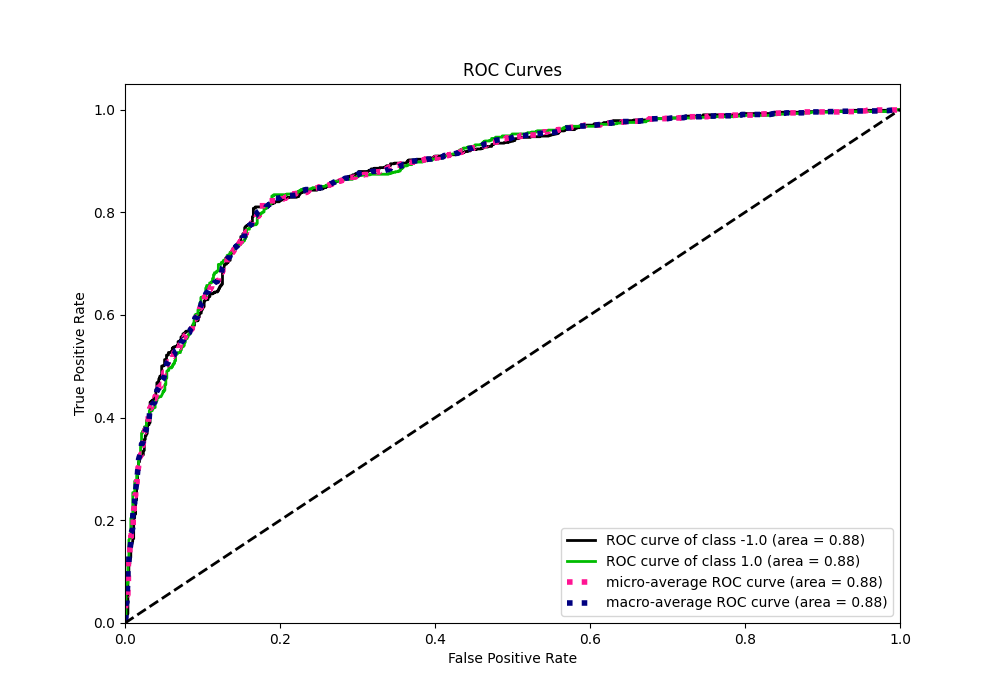 ROC Curves
True Positive Rate
1.0
0.8
0.6
0.4
0.2
0.0
0.0 0.2 0.4 0.6 0.8 1.0
False Positive Rate
ROC curve of class -1.0 (area = 0.88)
ROC curve of class 1.0 (area = 0.88)
micro-average ROC curve (area = 0.88)
macro-average ROC curve (area = 0.88)